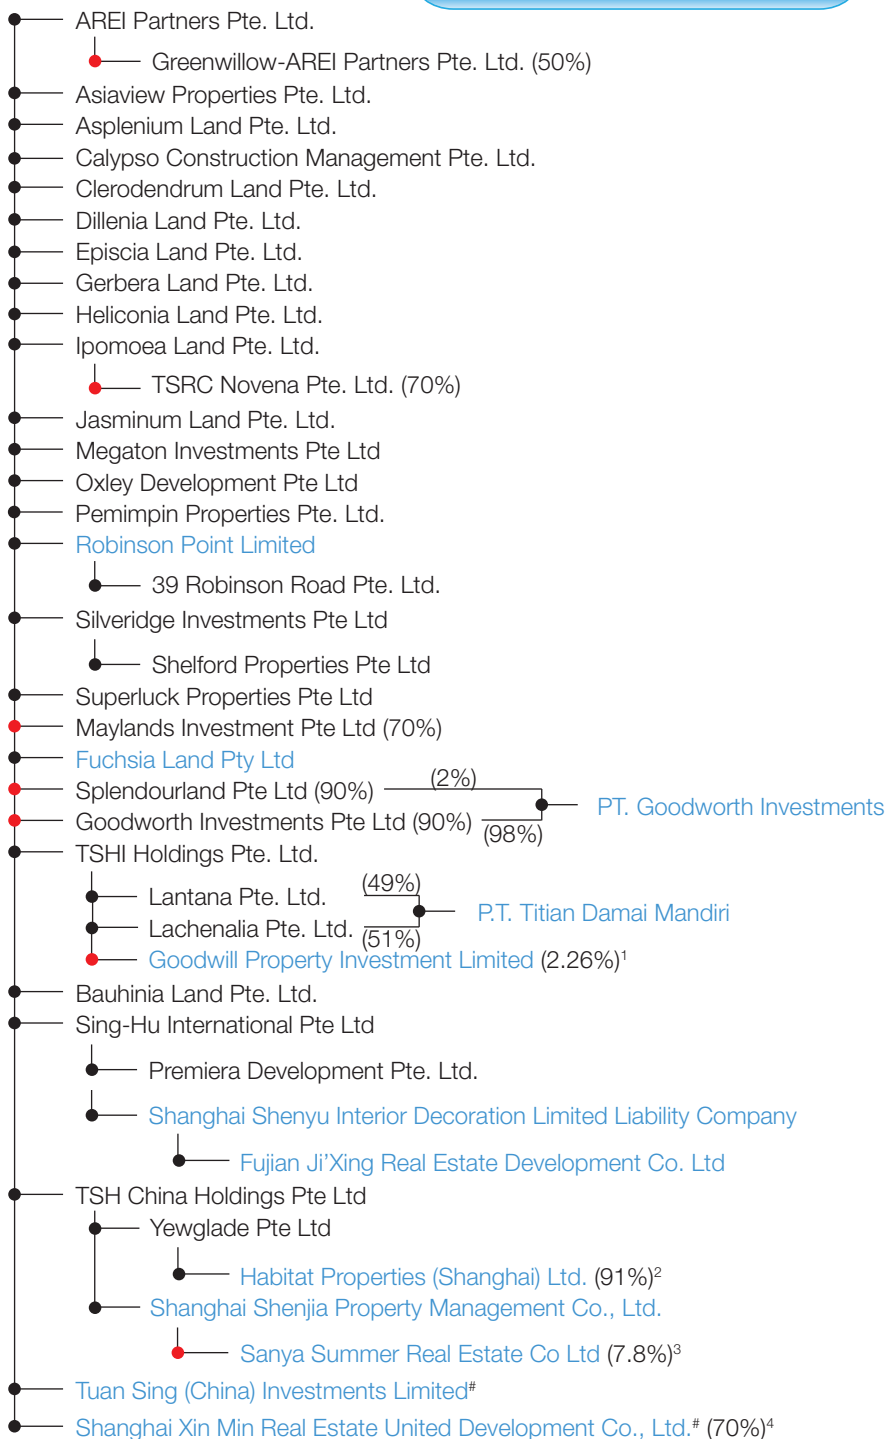 AREI Partners Pte. Ltd.
Greenwillow-AREI Partners Pte. Ltd. (50%)
Asiaview Properties Pte. Ltd.
Asplenium Land Pte. Ltd.
Calypso Construction Management Pte. Ltd.
Clerodendrum Land Pte. Ltd.
Dillenia Land Pte. Ltd.
Episcia Land Pte. Ltd.
Gerbera Land Pte. Ltd.
Heliconia Land Pte. Ltd.
Ipomoea Land Pte. Ltd.
TSRC Novena Pte. Ltd. (70%)
Jasminum Land Pte. Ltd.
Megaton Investments Pte Ltd
Oxley Development Pte Ltd
Pemimpin Properties Pte. Ltd.
Robinson Point Limited
39 Robinson Road Pte. Ltd.
Silveridge Investments Pte Ltd
Shelford Properties Pte Ltd
Superluck Properties Pte Ltd
Maylands Investment Pte Ltd (70%)
Fuchsia Land Pty Ltd
Splendourland Pte Ltd (90%) (2%)
PT. Goodworth Investments
Goodworth Investments Pte Ltd (90%) (98%)
TSHI Holdings Pte. Ltd.
Lantana Pte. Ltd. (49%)
P.T. Titian Damai Mandiri
Lachenalia Pte. Ltd. (51%)
Goodwill Property Investment Limited (2.26%)¹
Bauhinia Land Pte. Ltd.
Sing-Hu International Pte Ltd
Premiera Development Pte. Ltd.
Shanghai Shenyu Interior Decoration Limited Liability Company
Fujian Ji’Xing Real Estate Development Co. Ltd
TSH China Holdings Pte Ltd
Yewglade Pte Ltd
Habitat Properties (Shanghai) Ltd. (91%)²
Shanghai Shenjia Property Management Co., Ltd.
Sanya Summer Real Estate Co Ltd (7.8%)³
Tuan Sing (China) Investments Limited#
Shanghai Xin Min Real Estate United Development Co., Ltd.# (70%)⁴